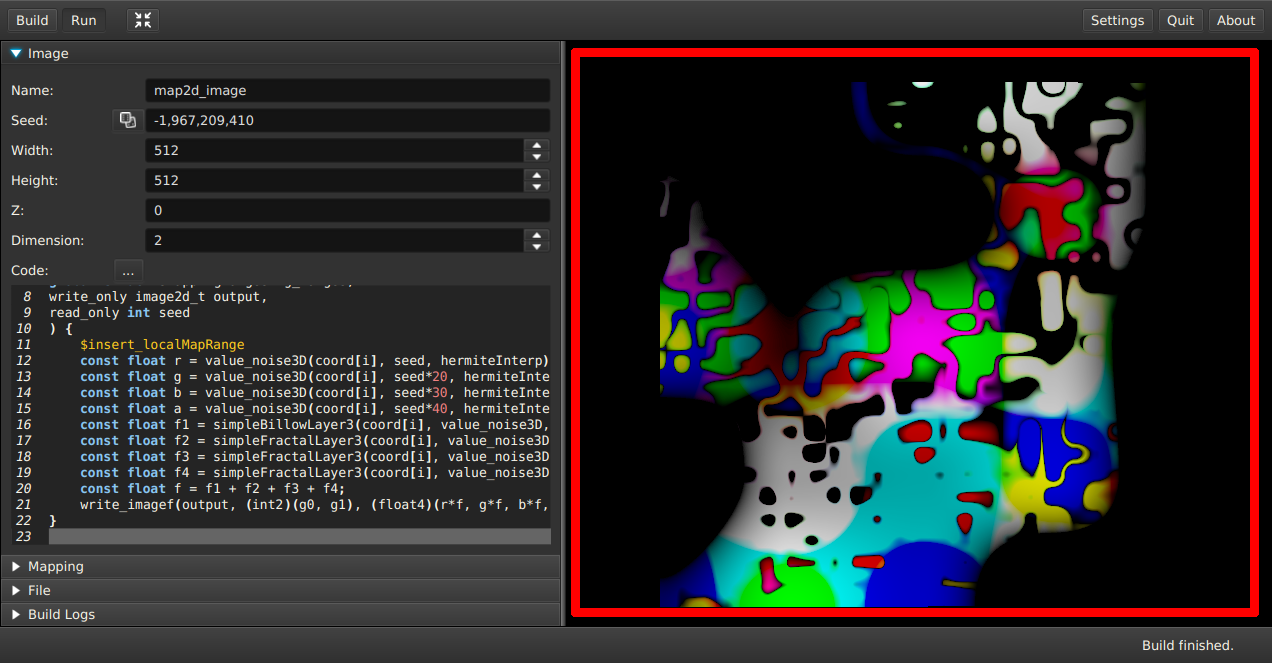 Build Run Settings Quit About
Image
Name: map2d_image
Seed: -1,967,209,410
Width: 512
Height: 512
Z: 0
Dimension: 2
Code: ...
8 write_only image2d_t output,
9 read_only int seed
10 ) {
11 $insert_localMapRange
12 const float r = value_noise3D(coord[i], seed, hermiteInterp)
13 const float g = value_noise3D(coord[i], seed*20, hermiteInte
14 const float b = value_noise3D(coord[i], seed*30, hermiteInte
15 const float a = value_noise3D(coord[i], seed*40, hermiteInte
16 const float f1 = simpleBillowLayer3(coord[i], value_noise3D,
17 const float f2 = simpleFractalLayer3(coord[i], value_noise3D
18 const float f3 = simpleFractalLayer3(coord[i], value_noise3D
19 const float f4 = simpleFractalLayer3(coord[i], value_noise3D
20 const float f = f1 + f2 + f3 + f4;
21 write_imagef(output, (int2)(g0, g1), (float4)(r*f, g*f, b*f,
22 }
23
Mapping
File
Build Logs
Build finished.